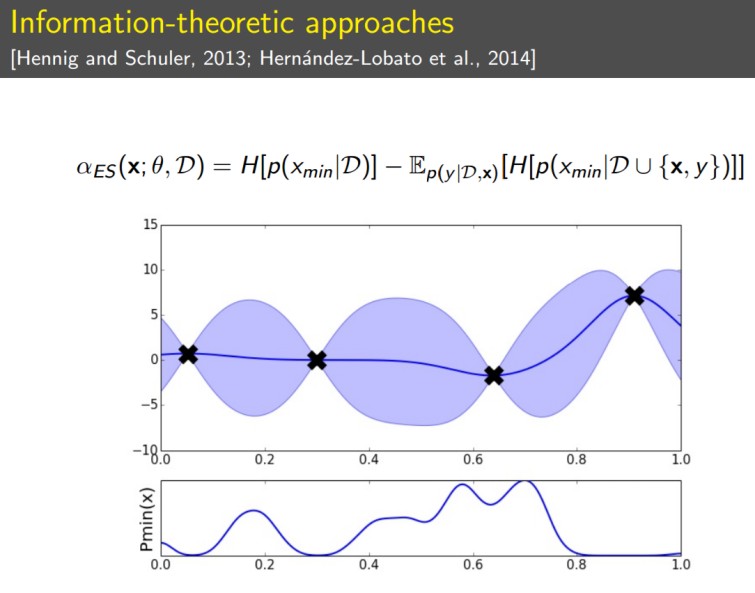 Information-theoretic approaches
[Hennig and Schuler, 2013; Hernández-Lobato et al., 2014]
α_ES(x; θ, 𝒟) = H[p(x_min|𝒟)] − 𝔼_p(y|𝒟,x)[H[p(x_min|𝒟 ∪ {x, y})]]
15
10
5
0
−5
−10
0.0 0.2 0.4 0.6 0.8 1.0
Pmin(x)
0.0 0.2 0.4 0.6 0.8 1.0